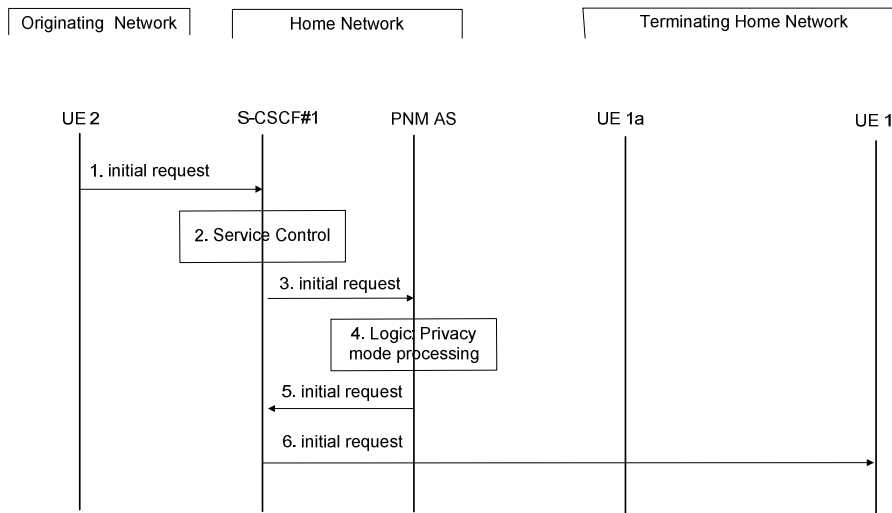 Originating Network
Home Network
Terminating Home Network
UE 2
S-CSCF#1
PNM AS
UE 1a
UE 1
1. initial request
2. Service Control
3. initial request
4. Logic: Privacy
mode processing
5. initial request
6. initial request